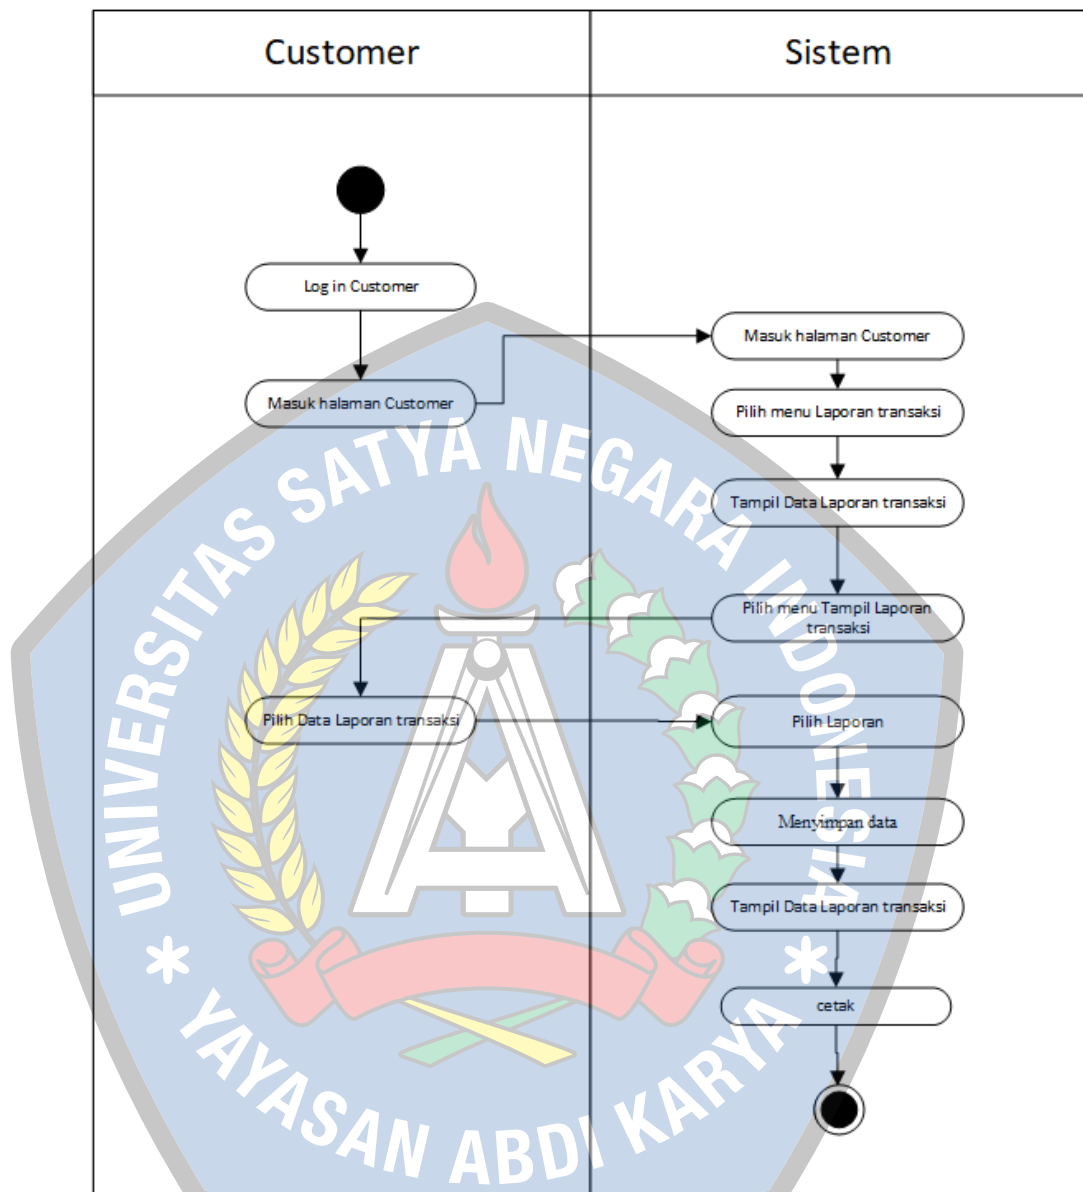 Customer
Sistem
Log in Customer
Masuk halaman Customer
Masuk halaman Customer
Pilih menu Laporan transaksi
Tampil Data Laporan transaksi
Pilih menu Tampil Laporan
transaksi
Pilih Data Laporan transaksi
Pilih Laporan
Menyimpan data
Tampil Data Laporan transaksi
cetak
UNIVERSITAS SATYA NEGARA INDONESIA
* YAYASAN ABDI KARYA *